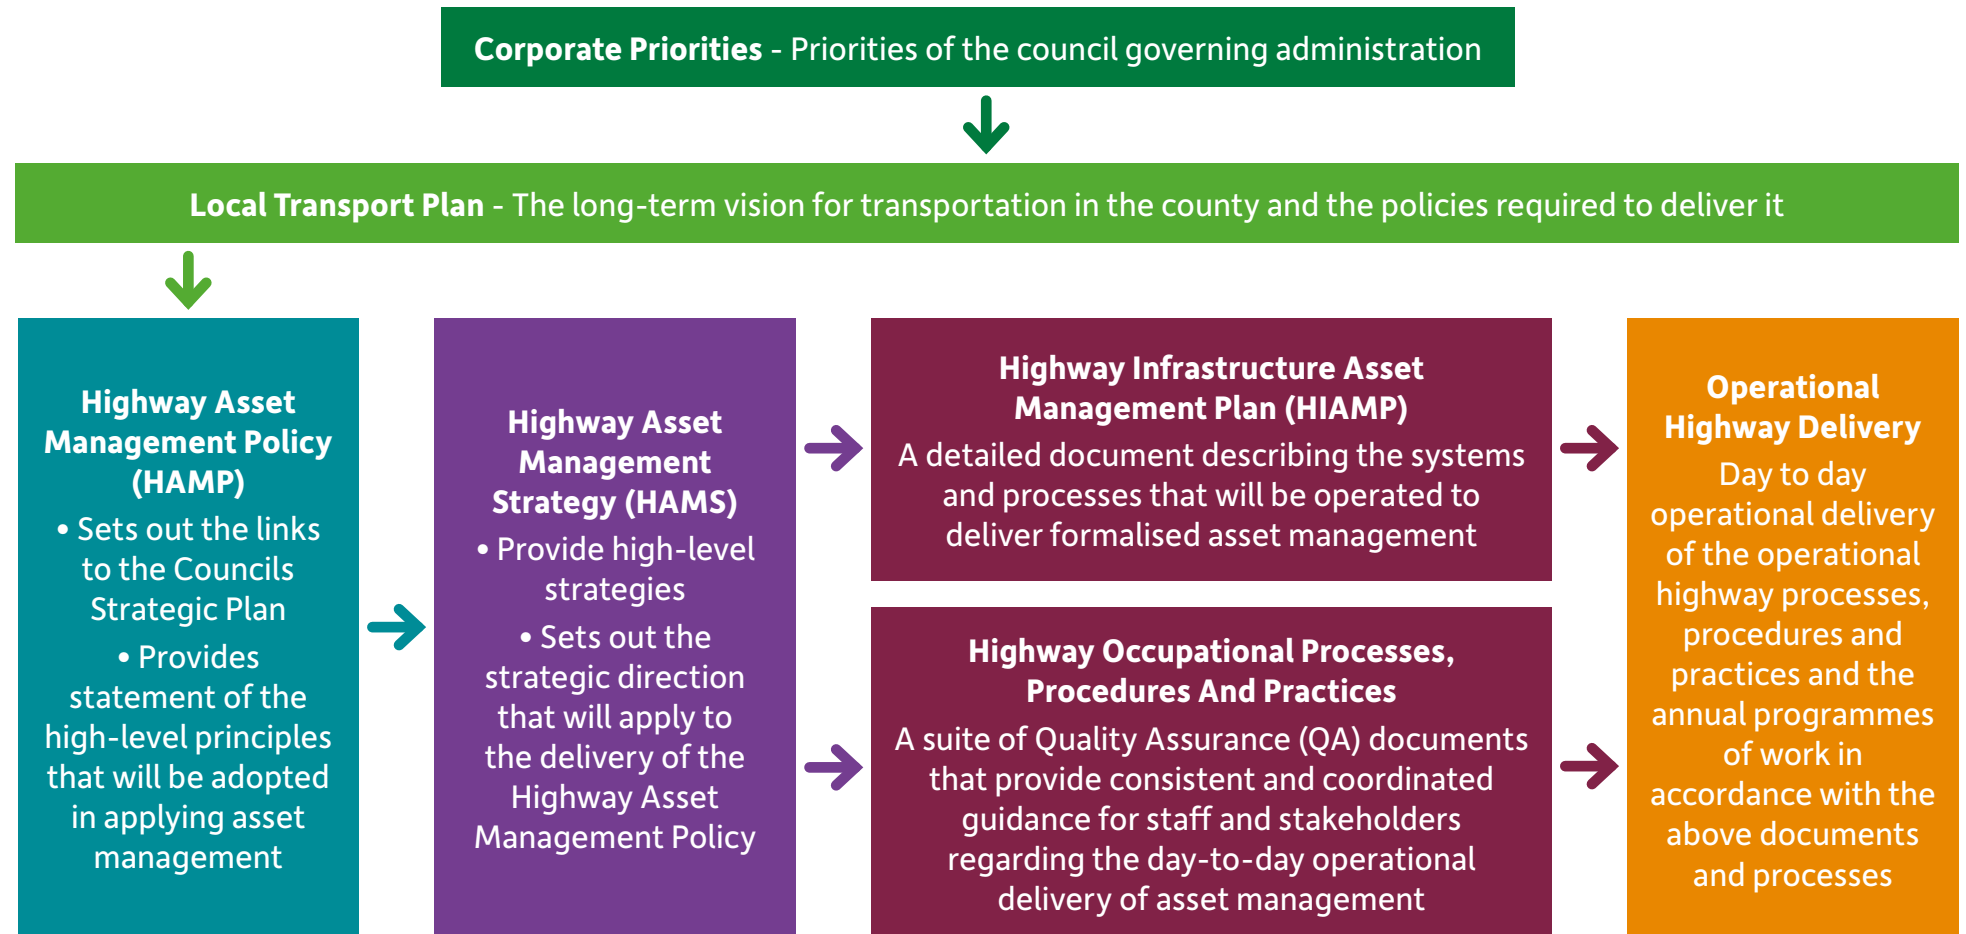 Corporate Priorities - Priorities of the council governing administration
Local Transport Plan - The long-term vision for transportation in the county and the policies required to deliver it
Highway Asset
Management Policy
(HAMP)
• Sets out the links
to the Councils
Strategic Plan
• Provides
statement of the
high-level principles
that will be adopted
in applying asset
management
Highway Asset
Management
Strategy (HAMS)
• Provide high-level
strategies
• Sets out the
strategic direction
that will apply to
the delivery of the
Highway Asset
Management Policy
Highway Infrastructure Asset
Management Plan (HIAMP)
A detailed document describing the systems
and processes that will be operated to
deliver formalised asset management
Highway Occupational Processes,
Procedures And Practices
A suite of Quality Assurance (QA) documents
that provide consistent and coordinated
guidance for staff and stakeholders
regarding the day-to-day operational
delivery of asset management
Operational
Highway Delivery
Day to day
operational delivery
of the operational
highway processes,
procedures and
practices and the
annual programmes
of work in
accordance with the
above documents
and processes